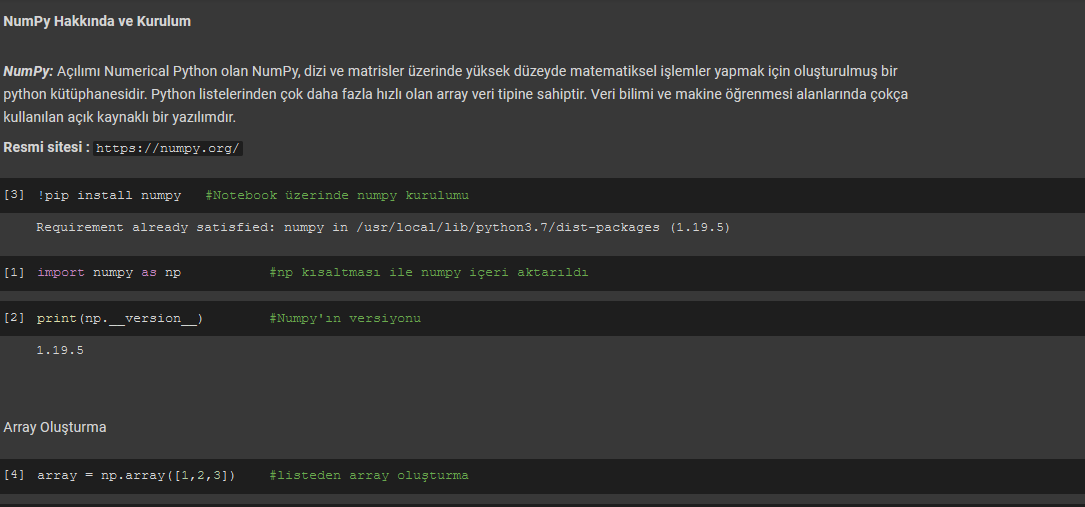 NumPy Hakkında ve Kurulum
NumPy: Açılımı Numerical Python olan NumPy, dizi ve matrisler üzerinde yüksek düzeyde matematiksel işlemler yapmak için oluşturulmuş bir
python kütüphanesidir. Python listelerinden çok daha fazla hızlı olan array veri tipine sahiptir. Veri bilimi ve makine öğrenmesi alanlarında çokça
kullanılan açık kaynaklı bir yazılımdır.
Resmi sitesi : https://numpy.org/
[3] !pip install numpy #Notebook üzerinde numpy kurulumu
Requirement already satisfied: numpy in /usr/local/lib/python3.7/dist-packages (1.19.5)
[1] import numpy as np #np kısaltması ile numpy içeri aktarıldı
[2] print(np.__version__) #Numpy'ın versiyonu
1.19.5
Array Oluşturma
[4] array = np.array([1,2,3]) #listeden array oluşturma